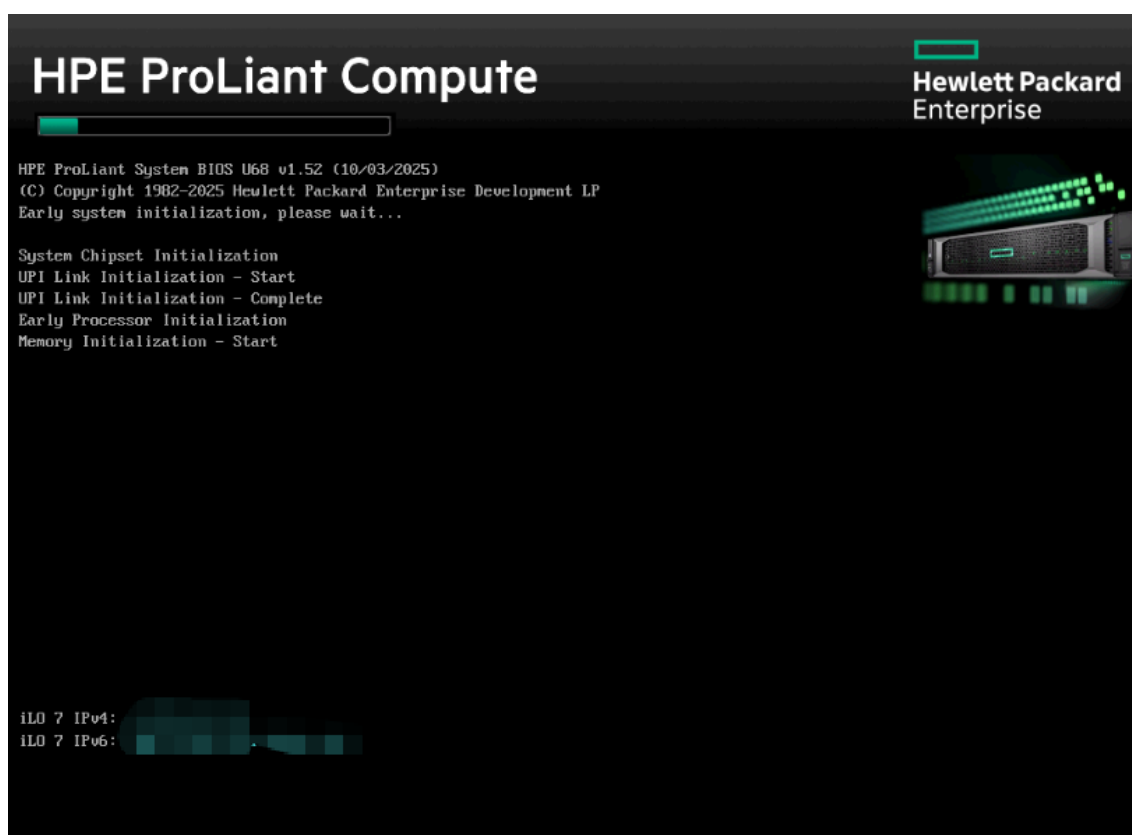 HPE ProLiant Compute
Hewlett Packard
Enterprise
HPE ProLiant System BIOS U68 v1.52 (10/03/2025)
(C) Copyright 1982-2025 Hewlett Packard Enterprise Development LP
Early system initialization, please wait...
System Chipset Initialization
UPI Link Initialization - Start
UPI Link Initialization - Complete
Early Processor Initialization
Memory Initialization - Start
iLO 7 IPv4:
iLO 7 IPv6: